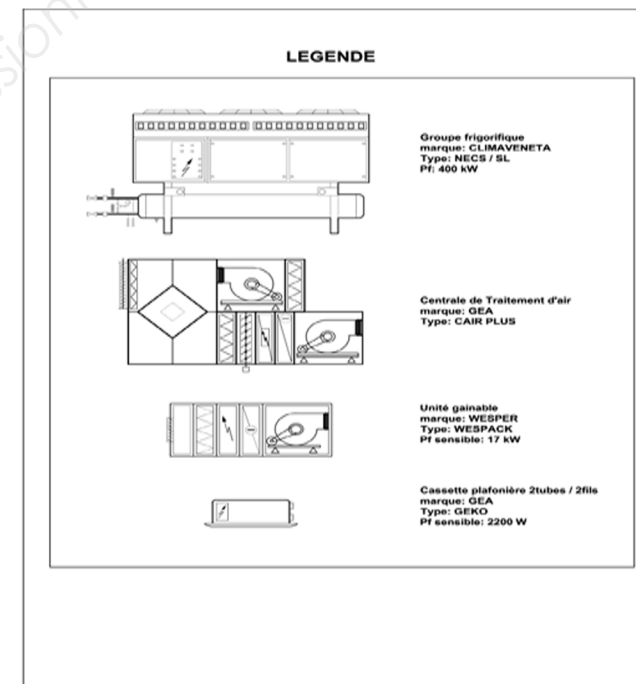 LEGENDE
Groupe frigorifique
marque: CLIMAVENETA
Type: NECS / SL
Pf: 400 kW
Centrale de Traitement d'air
marque: GEA
Type: CAIR PLUS
Unité gainable
marque: WESPER
Type: WESPACK
Pf sensible: 17 kW
Cassette plafonière 2tubes / 2fils
marque: GEA
Type: GEKO
Pf sensible: 2200 W